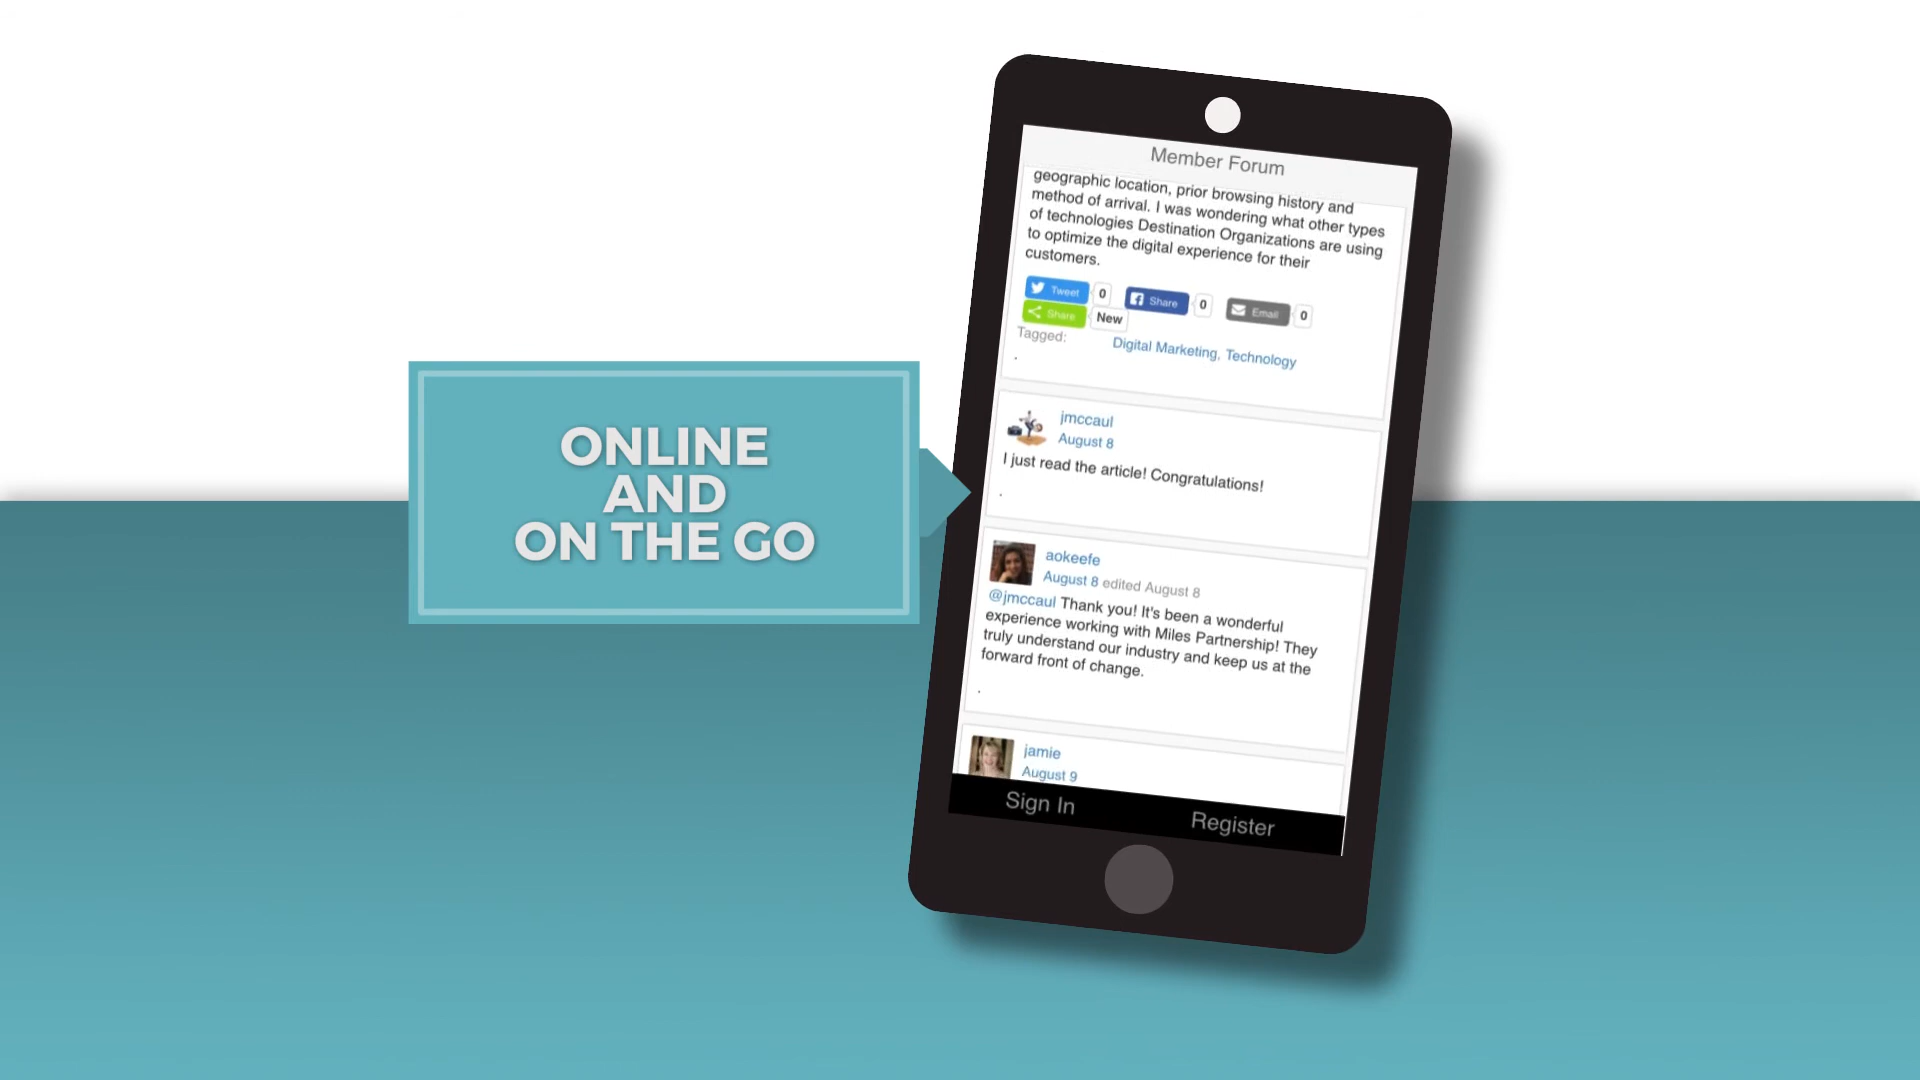 ONLINE
AND
ON THE GO
Member Forum
geographic location, prior browsing history and
method of arrival. I was wondering what other types
of technologies Destination Organizations are using
to optimize the digital experience for their
customers.
Tweet 0 Share 0 Email 0
Share New
Tagged: Digital Marketing, Technology
.
jmccaul
August 8
I just read the article! Congratulations!
.
aokeefe
August 8 edited August 8
@jmccaul Thank you! It's been a wonderful
experience working with Miles Partnership! They
truly understand our industry and keep us at the
forward front of change.
.
jamie
August 9
Sign In Register